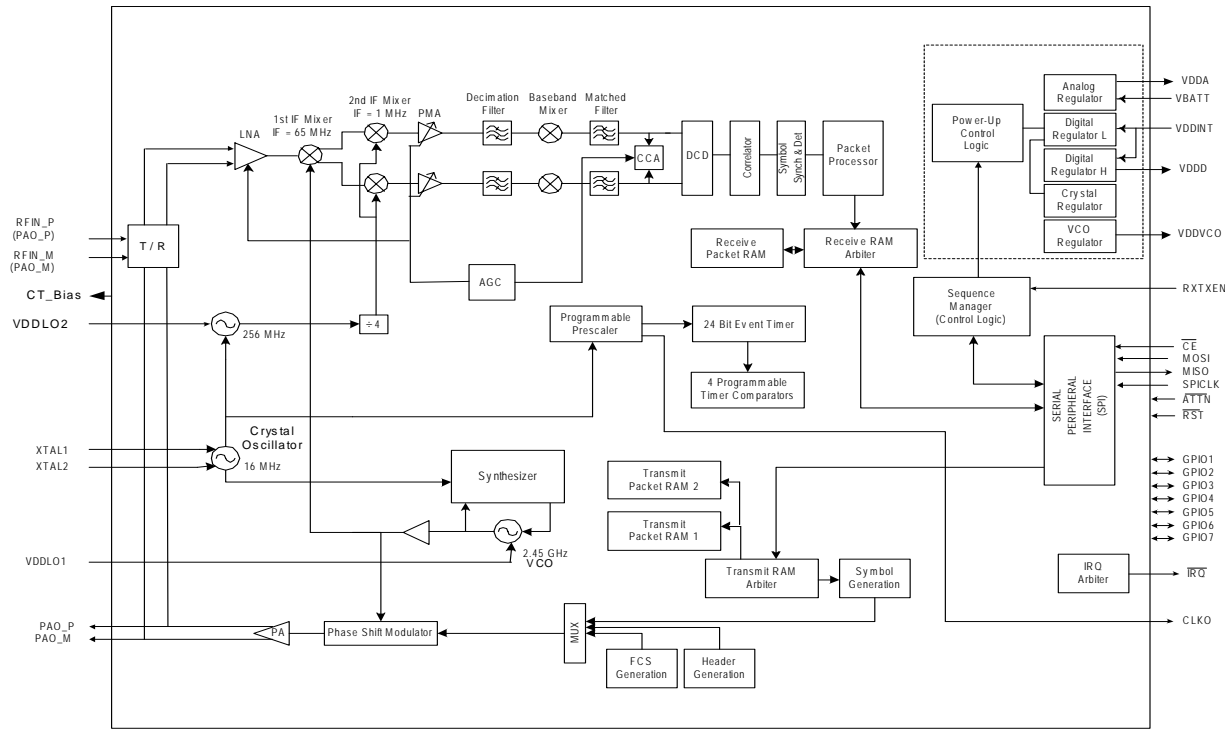 2nd IF Mixer
IF = 1 MHz
PMA
Decimation
Filter
Baseband
Mixer
Matched
Filter
1st IF Mixer
IF = 65 MHz
LNA
CCA
DCD
Correlator
Symbol
Synch & Det
Packet
Processor
Power-Up
Control
Logic
Analog
Regulator
Digital
Regulator L
Digital
Regulator H
Crystal
Regulator
VCO
Regulator
VDDA
VBATT
VDDINT
VDDD
VDDVCO
RFIN_P
(PAO_P)
RFIN_M
(PAO_M)
T / R
CT_Bias
VDDLO2
256 MHz
÷4
AGC
Receive
Packet RAM
Receive RAM
Arbiter
Sequence
Manager
(Control Logic)
RXTXEN
Programmable
Prescaler
24 Bit Event Timer
4 Programmable
Timer Comparators
SERIAL
PERIPHERAL
INTERFACE
(SPI)
CE
MOSI
MISO
SPICLK
ATTN
RST
XTAL1
XTAL2
Crystal
Oscillator
16 MHz
Synthesizer
2.45 GHz
VCO
VDDLO1
Transmit
Packet RAM 2
Transmit
Packet RAM 1
Transmit RAM
Arbiter
Symbol
Generation
GPIO1
GPIO2
GPIO3
GPIO4
GPIO5
GPIO6
GPIO7
IRQ
Arbiter
IRQ
CLKO
PAO_P
PAO_M
PA
Phase Shift Modulator
MUX
FCS
Generation
Header
Generation